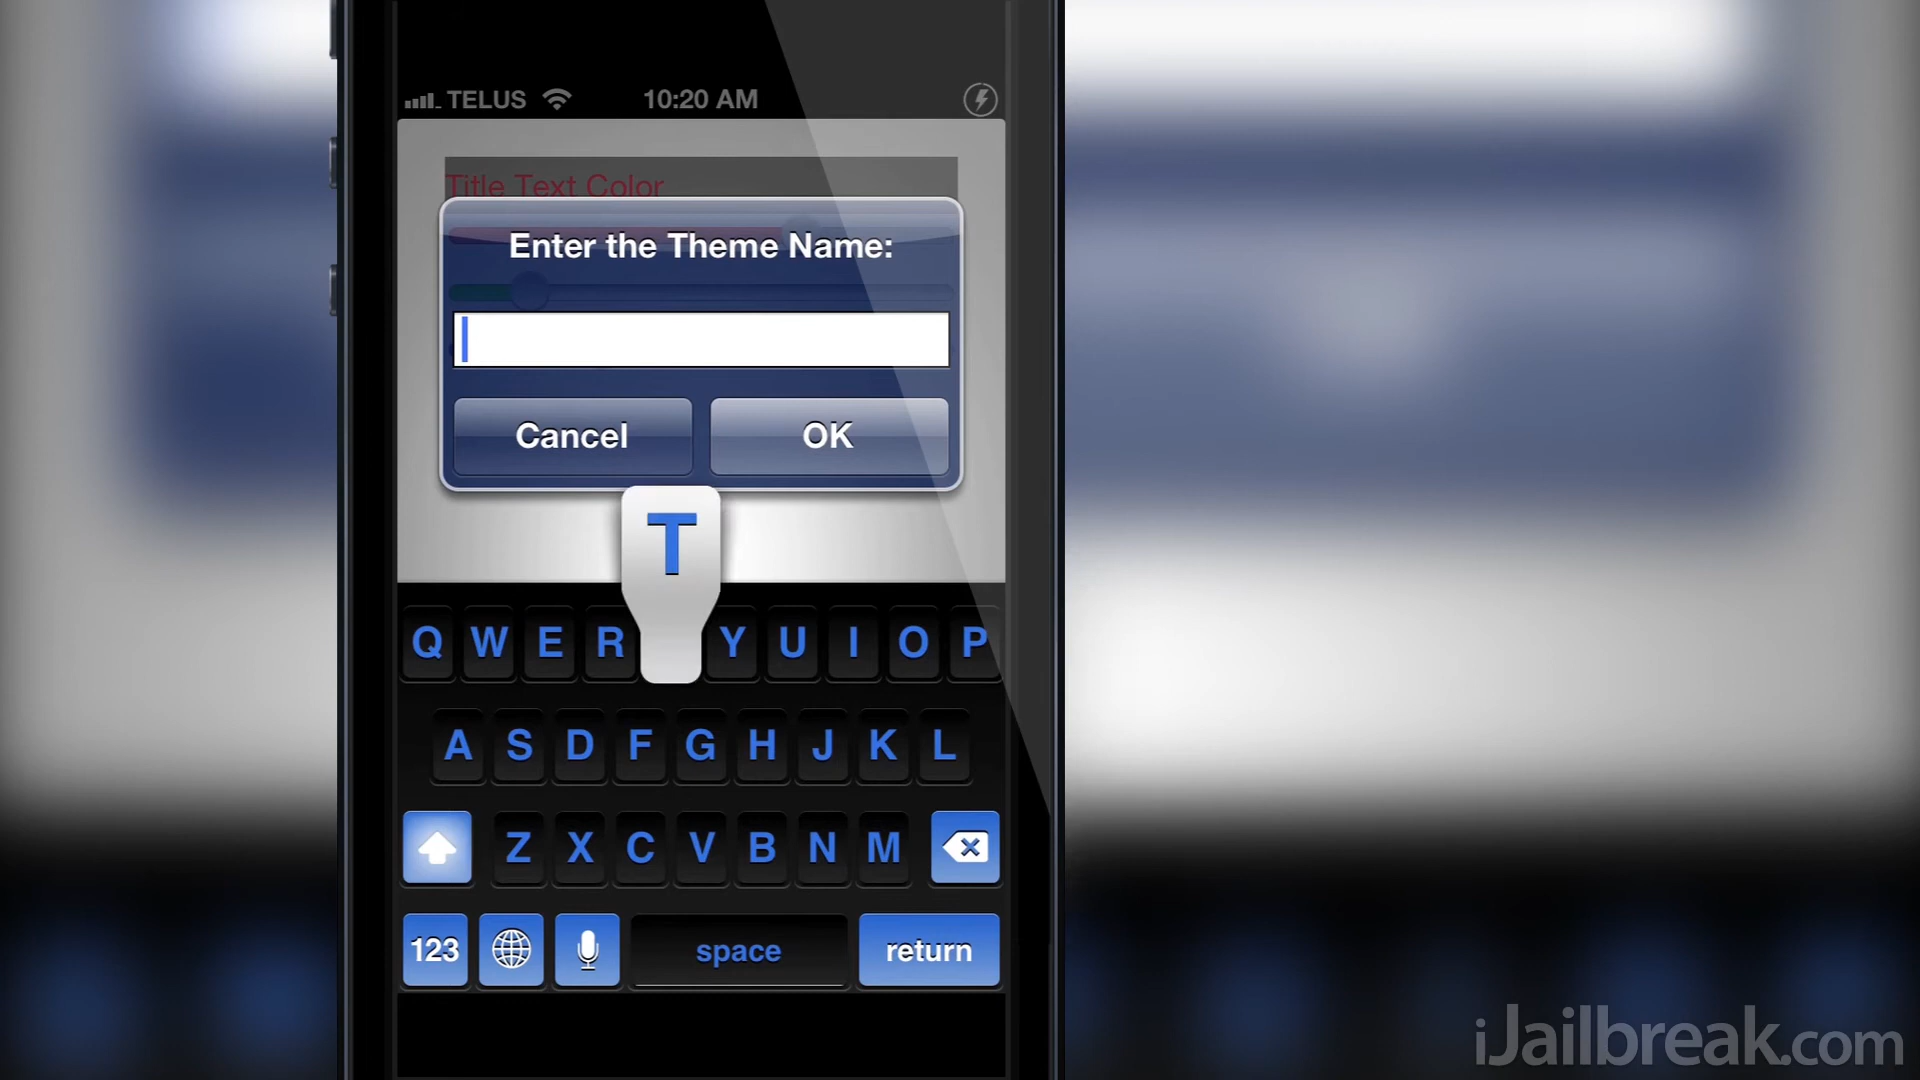 TELUS
10:20 AM
Title Text Color
Enter the Theme Name:
Cancel
OK
T
Q W E R Y U I O P
A S D F G H J K L
Z X C V B N M
123
space
return
iJailbreak.com